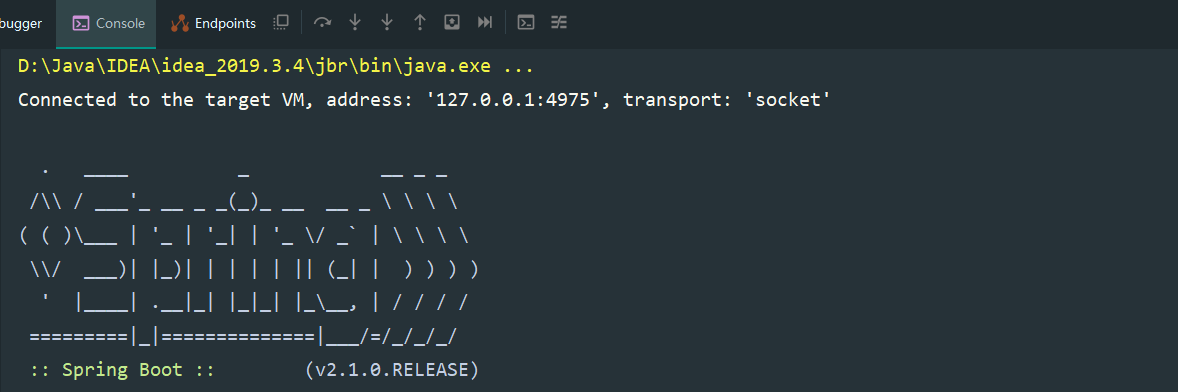 bugger Console Endpoints
D:\Java\IDEA\idea_2019.3.4\jbr\bin\java.exe ...
Connected to the target VM, address: '127.0.0.1:4975', transport: 'socket'
  .   ____          _            __ _ _
 /\\ / ___'_ __ _ _(_)_ __  __ _ \ \ \ \
( ( )\___ | '_ | '_| | '_ \/ _` | \ \ \ \
 \\/  ___)| |_)| | | | | || (_| |  ) ) ) )
  '  |____| .__|_| |_|_| |_\__, | / / / /
 =========|_|==============|___/=/_/_/_/
 :: Spring Boot ::        (v2.1.0.RELEASE)